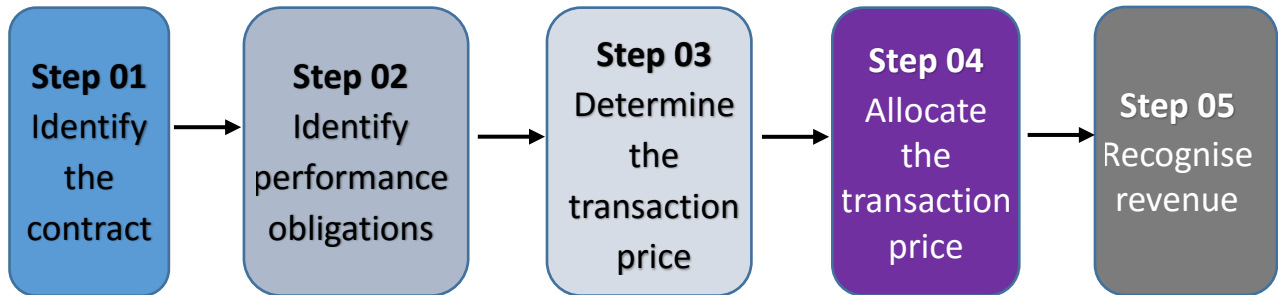 Step 01
Identify
the
contract
Step 02
Identify
performance
obligations
Step 03
Determine
the
transaction
price
Step 04
Allocate
the
transaction
price
Step 05
Recognise
revenue